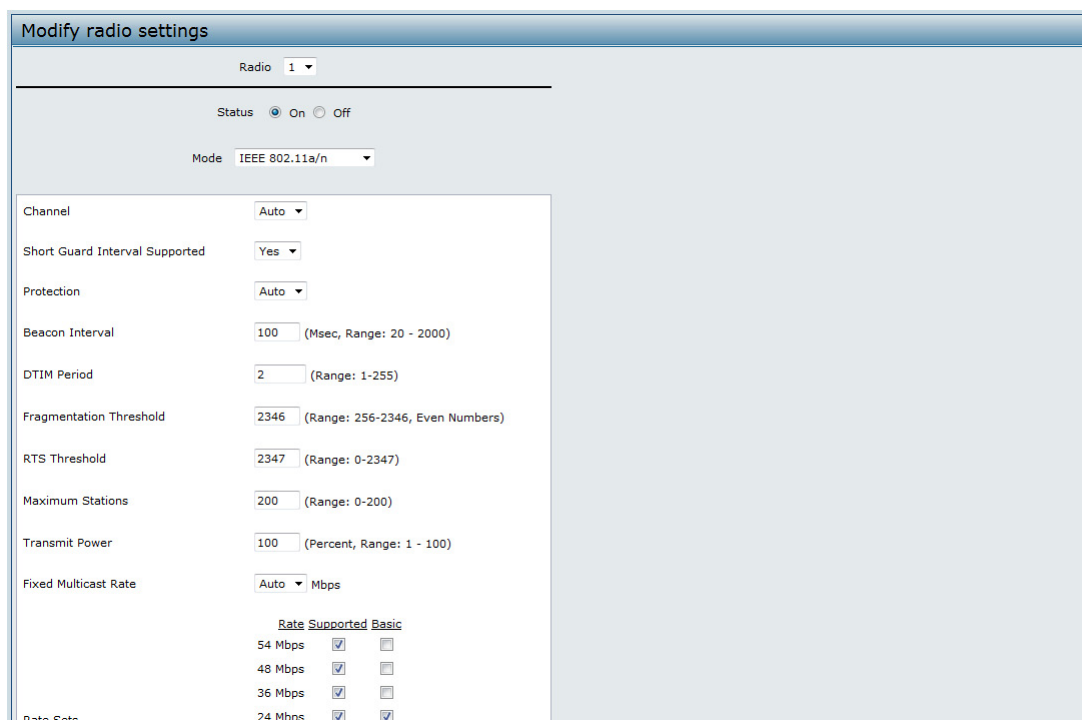 Modify radio settings
Radio 1
Status On Off
Mode IEEE 802.11a/n
Channel Auto
Short Guard Interval Supported Yes
Protection Auto
Beacon Interval 100 (Msec, Range: 20 - 2000)
DTIM Period 2 (Range: 1-255)
Fragmentation Threshold 2346 (Range: 256-2346, Even Numbers)
RTS Threshold 2347 (Range: 0-2347)
Maximum Stations 200 (Range: 0-200)
Transmit Power 100 (Percent, Range: 1 - 100)
Fixed Multicast Rate Auto Mbps
Rate Supported Basic
54 Mbps
48 Mbps
36 Mbps
Rate Sets 24 Mbps